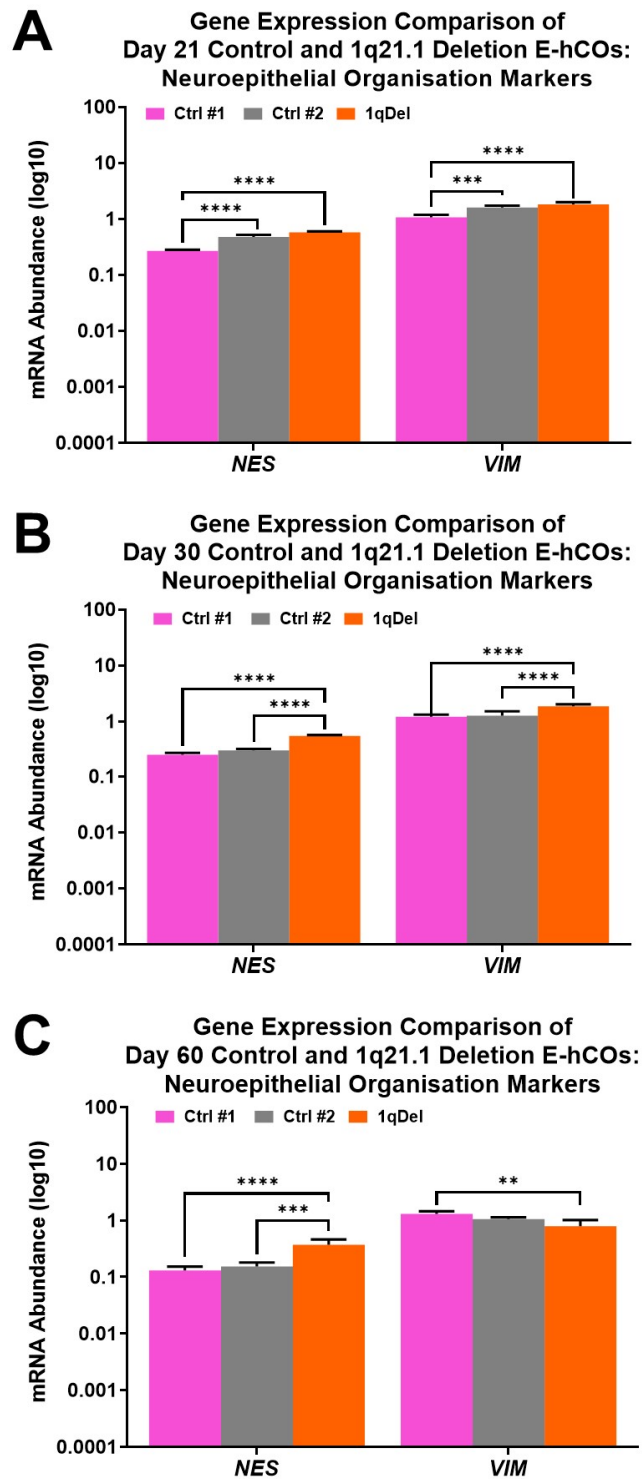 A
Gene Expression Comparison of
Day 21 Control and 1q21.1 Deletion E-hCOs:
Neuroepithelial Organisation Markers
Ctrl #1 Ctrl #2 1qDel
mRNA Abundance (log10)
100
10
1
0.1
0.01
0.001
0.0001
****
****
****
***
NES VIM
B
Gene Expression Comparison of
Day 30 Control and 1q21.1 Deletion E-hCOs:
Neuroepithelial Organisation Markers
Ctrl #1 Ctrl #2 1qDel
mRNA Abundance (log10)
100
10
1
0.1
0.01
0.001
0.0001
****
****
****
****
NES VIM
C
Gene Expression Comparison of
Day 60 Control and 1q21.1 Deletion E-hCOs:
Neuroepithelial Organisation Markers
Ctrl #1 Ctrl #2 1qDel
mRNA Abundance (log10)
100
10
1
0.1
0.01
0.001
0.0001
****
***
**
NES VIM